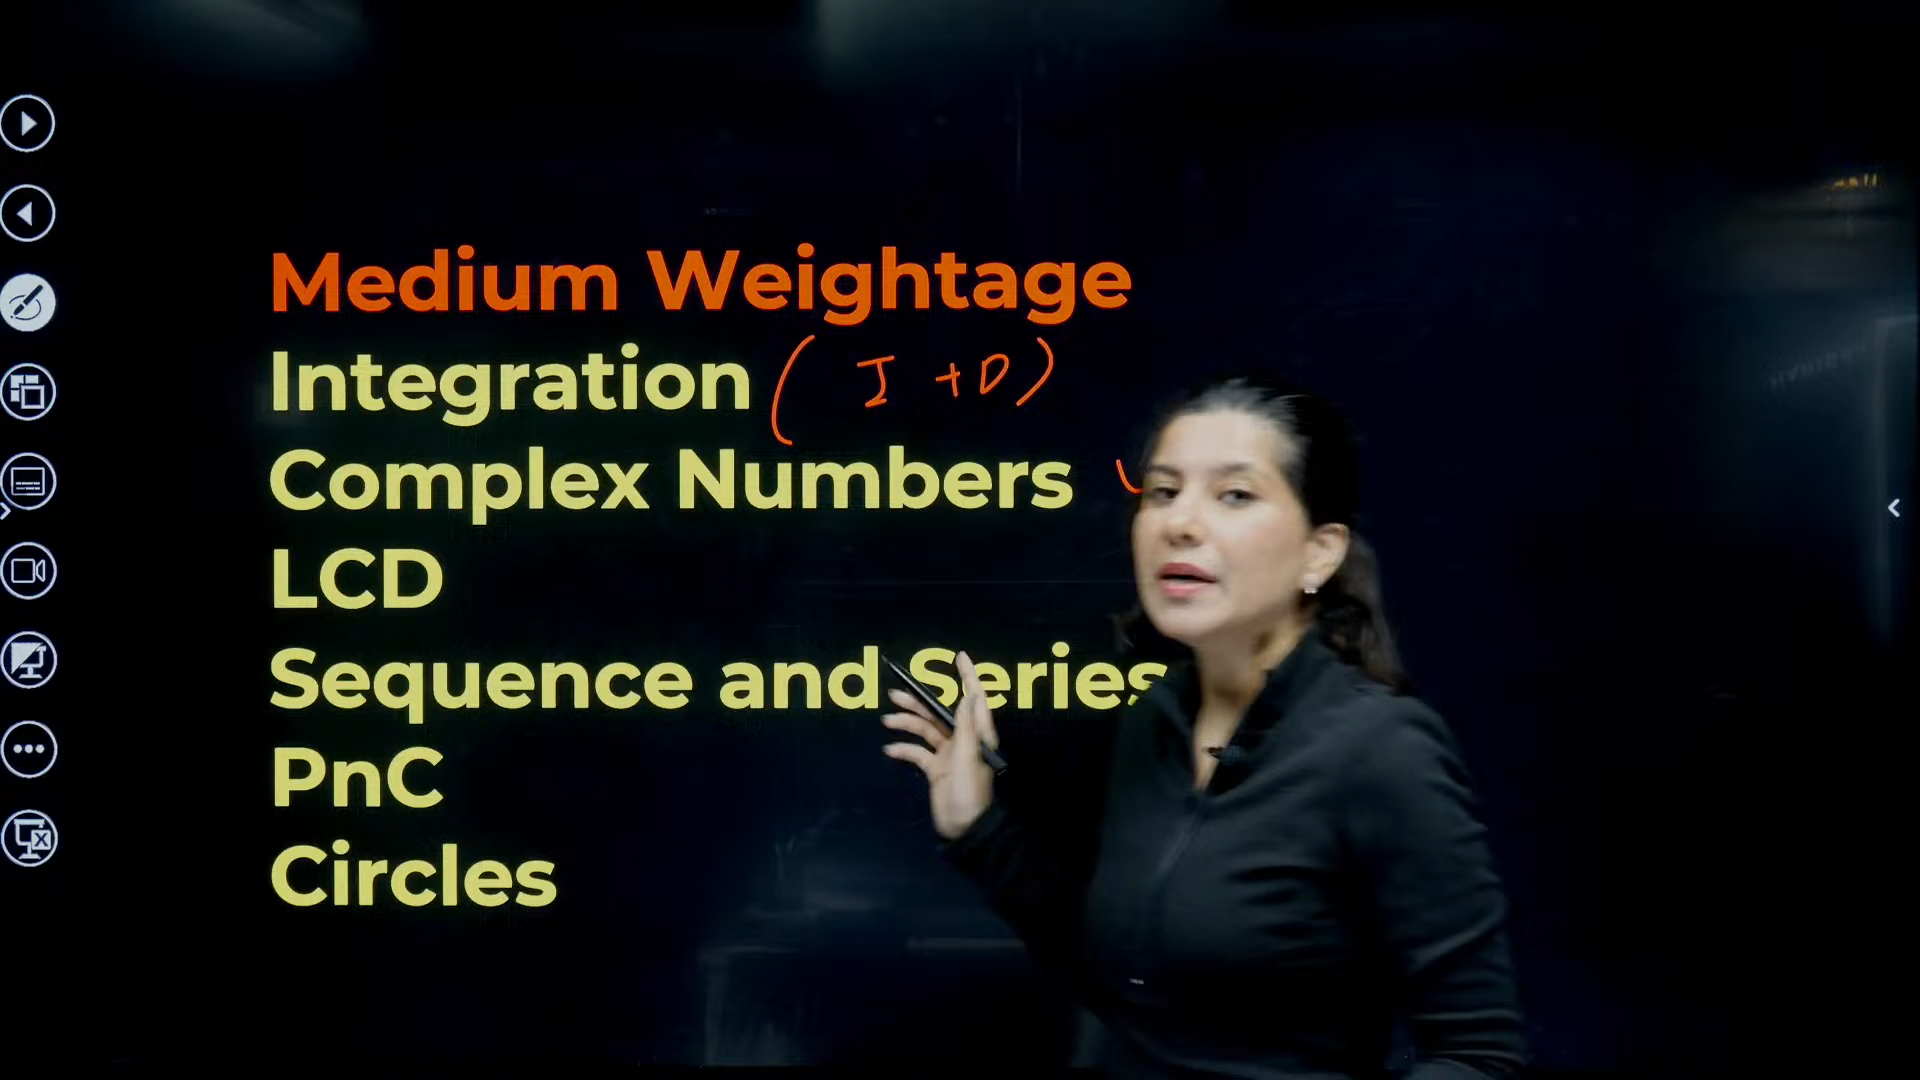 Medium Weightage
Integration ( I + D )
Complex Numbers
LCD
Sequence and Series
PnC
Circles